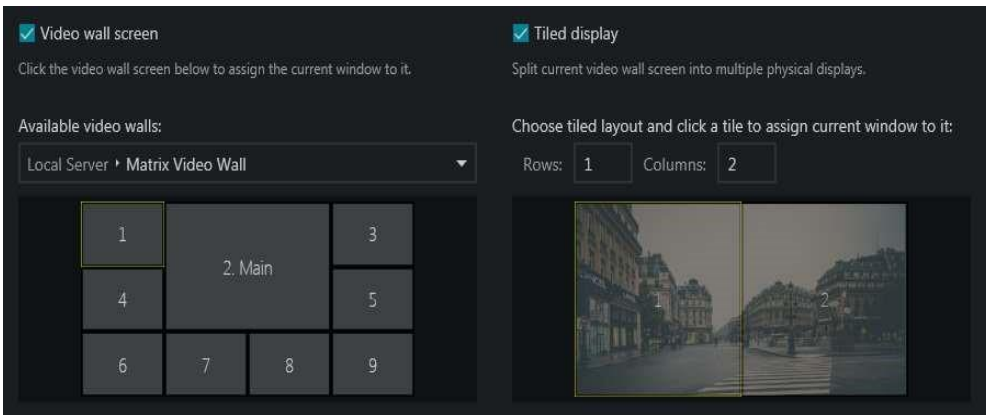 Video wall screen
Click the video wall screen below to assign the current window to it.
Available video walls:
Local Server ‣ Matrix Video Wall
1
2. Main
3
4
5
6
7
8
9
Tiled display
Split current video wall screen into multiple physical displays.
Choose tiled layout and click a tile to assign current window to it:
Rows: 1 Columns: 2
1
2